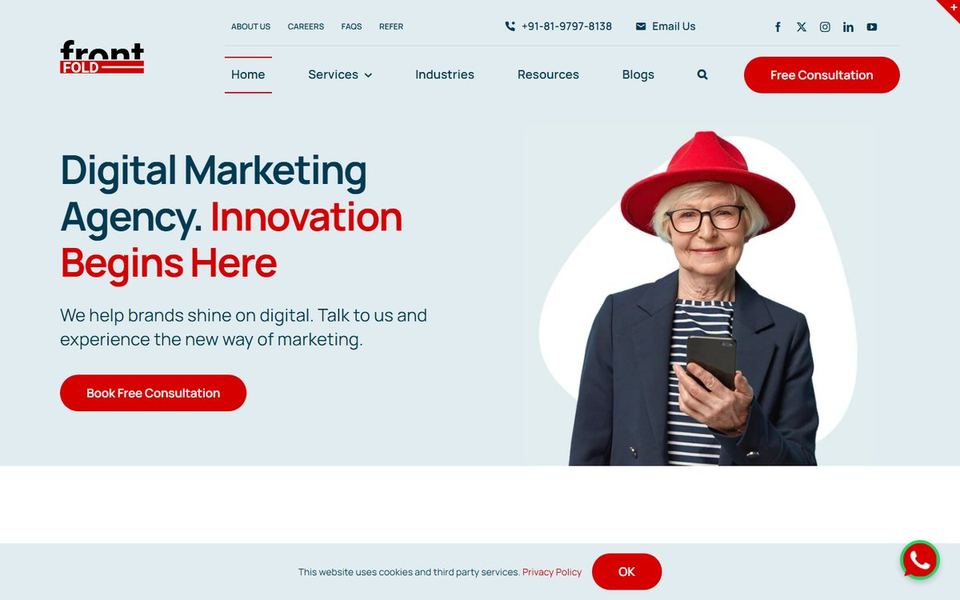 ABOUT US CAREERS FAQS REFER
+91-81-9797-8138 Email Us
front
FOLD
Home Services Industries Resources Blogs
Free Consultation
Digital Marketing
Agency. Innovation
Begins Here
We help brands shine on digital. Talk to us and
experience the new way of marketing.
Book Free Consultation
This website uses cookies and third party services. Privacy Policy OK